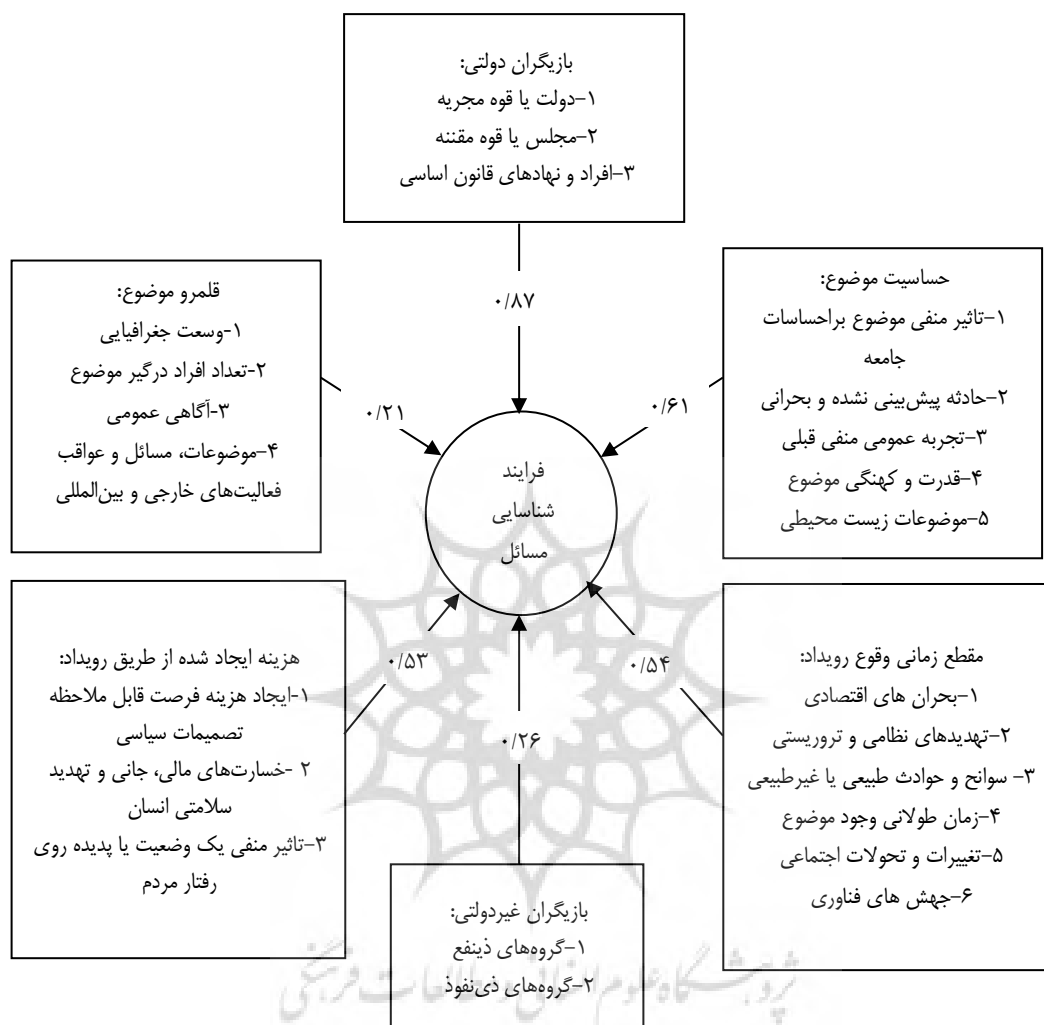 بازیگران دولتی:
۱-دولت یا قوه مجریه
۲-مجلس یا قوه مقننه
۳-افراد و نهادهای قانون اساسی
۰/۸۷
حساسیت موضوع:
۱-تاثیر منفی موضوع براحساسات
جامعه
۲-حادثه پیش‌بینی نشده و بحرانی
۳-تجربه عمومی منفی قبلی
۴-قدرت و کهنگی موضوع
۵-موضوعات زیست محیطی
۰/۶۱
قلمرو موضوع:
۱-وسعت جغرافیایی
۲-تعداد افراد درگیر موضوع
۳-آگاهی عمومی
۴-موضوعات، مسائل و عواقب
فعالیت‌های خارجی و بین‌المللی
۰/۲۱
فرایند
شناسایی
مسائل
مقطع زمانی وقوع رویداد:
۱-بحران های اقتصادی
۲-تهدیدهای نظامی و تروریستی
۳- سوانح و حوادث طبیعی یا غیرطبیعی
۴-زمان طولانی وجود موضوع
۵-تغییرات و تحولات اجتماعی
۶-جهش های فناوری
۰/۵۴
هزینه ایجاد شده از طریق رویداد:
۱-ایجاد هزینه فرصت قابل ملاحظه
تصمیمات سیاسی
۲ -خسارت‌های مالی، جانی و تهدید
سلامتی انسان
۳-تاثیر منفی یک وضعیت یا پدیده روی
رفتار مردم
۰/۵۳
۰/۲۶
بازیگران غیردولتی:
۱-گروه‌های ذینفع
۲-گروه‌های ذی‌نفوذ
پژوهشگاه علوم انسانی و مطالعات فرهنگی